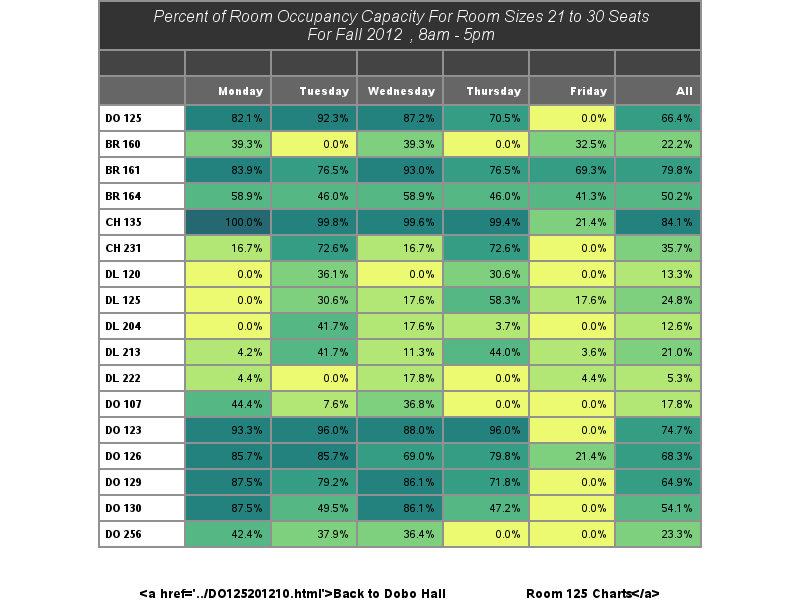 Percent of Room Occupancy Capacity For Room Sizes 21 to 30 Seats
For Fall 2012 , 8am - 5pm
Monday Tuesday Wednesday Thursday Friday All
DO 125 82.1% 92.3% 87.2% 70.5% 0.0% 66.4%
BR 160 39.3% 0.0% 39.3% 0.0% 32.5% 22.2%
BR 161 83.9% 76.5% 93.0% 76.5% 69.3% 79.8%
BR 164 58.9% 46.0% 58.9% 46.0% 41.3% 50.2%
CH 135 100.0% 99.8% 99.6% 99.4% 21.4% 84.1%
CH 231 16.7% 72.6% 16.7% 72.6% 0.0% 35.7%
DL 120 0.0% 36.1% 0.0% 30.6% 0.0% 13.3%
DL 125 0.0% 30.6% 17.6% 58.3% 17.6% 24.8%
DL 204 0.0% 41.7% 17.6% 3.7% 0.0% 12.6%
DL 213 4.2% 41.7% 11.3% 44.0% 3.6% 21.0%
DL 222 4.4% 0.0% 17.8% 0.0% 4.4% 5.3%
DO 107 44.4% 7.6% 36.8% 0.0% 0.0% 17.8%
DO 123 93.3% 96.0% 88.0% 96.0% 0.0% 74.7%
DO 126 85.7% 85.7% 69.0% 79.8% 21.4% 68.3%
DO 129 87.5% 79.2% 86.1% 71.8% 0.0% 64.9%
DO 130 87.5% 49.5% 86.1% 47.2% 0.0% 54.1%
DO 256 42.4% 37.9% 36.4% 0.0% 0.0% 23.3%
<a href='../DO125201210.html'>Back to Dobo Hall Room 125 Charts</a>